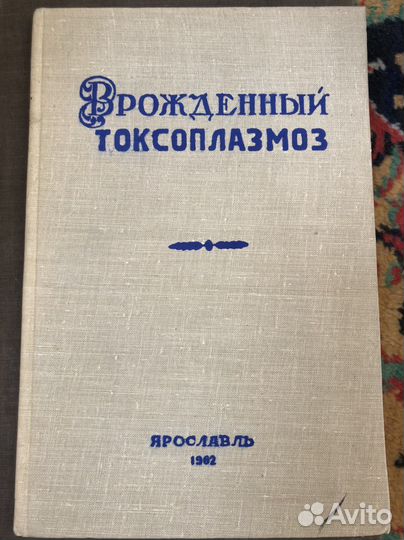 ВРОЖДЕННЫЙ
ТОКСОПЛАЗМОЗ
ЯРОСЛАВЛЬ
1962
Avito